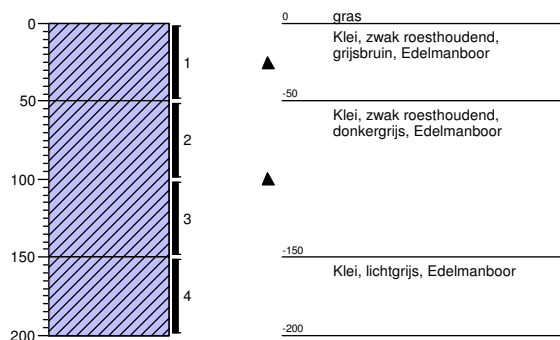 0
50
100
150
200
1
2
3
4
0 gras
Klei, zwak roesthoudend,
grijsbruin, Edelmanboor
-50
Klei, zwak roesthoudend,
donkergrijs, Edelmanboor
-150
Klei, lichtgrijs, Edelmanboor
-200